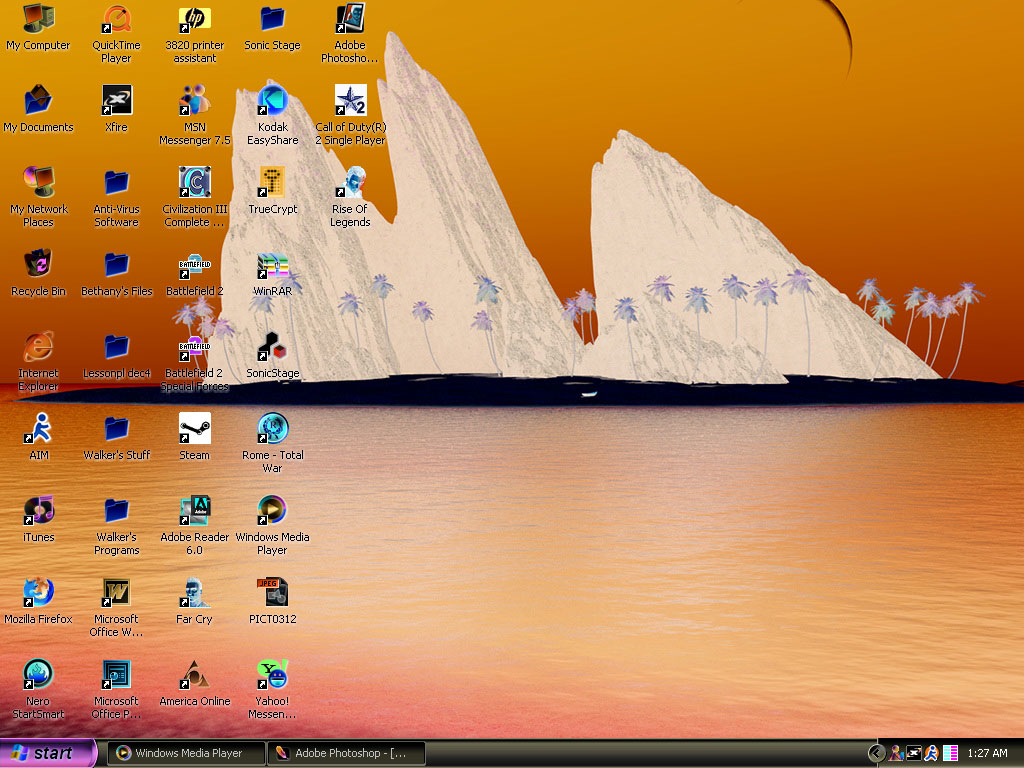 My Computer
QuickTime
Player
3820 printer
assistant
Sonic Stage
Adobe
Photosho...
My Documents
Xfire
MSN
Messenger 7.5
Kodak
EasyShare
Call of Duty(R)
2 Single Player
2
My Network
Places
Anti-Virus
Software
Civilization III
Complete ...
TrueCrypt
Rise Of
Legends
Recycle Bin
Bethany's Files
BATTLEFIELD
Battlefield 2
WinRAR
Internet
Explorer
Lessonpl dec4
BATTLEFIELD
Battlefield 2
Special Forces
SonicStage
AIM
Walker's Stuff
Steam
Rome - Total
War
iTunes
Walker's
Programs
Adobe
Adobe Reader
6.0
Windows Media
Player
Mozilla Firefox
W
Microsoft
Office W...
Far Cry
JPEG
PICT0312
Nero
StartSmart
Microsoft
Office P...
America Online
Yahoo!
Messen...
start
Windows Media Player
Adobe Photoshop - [...
1:27 AM